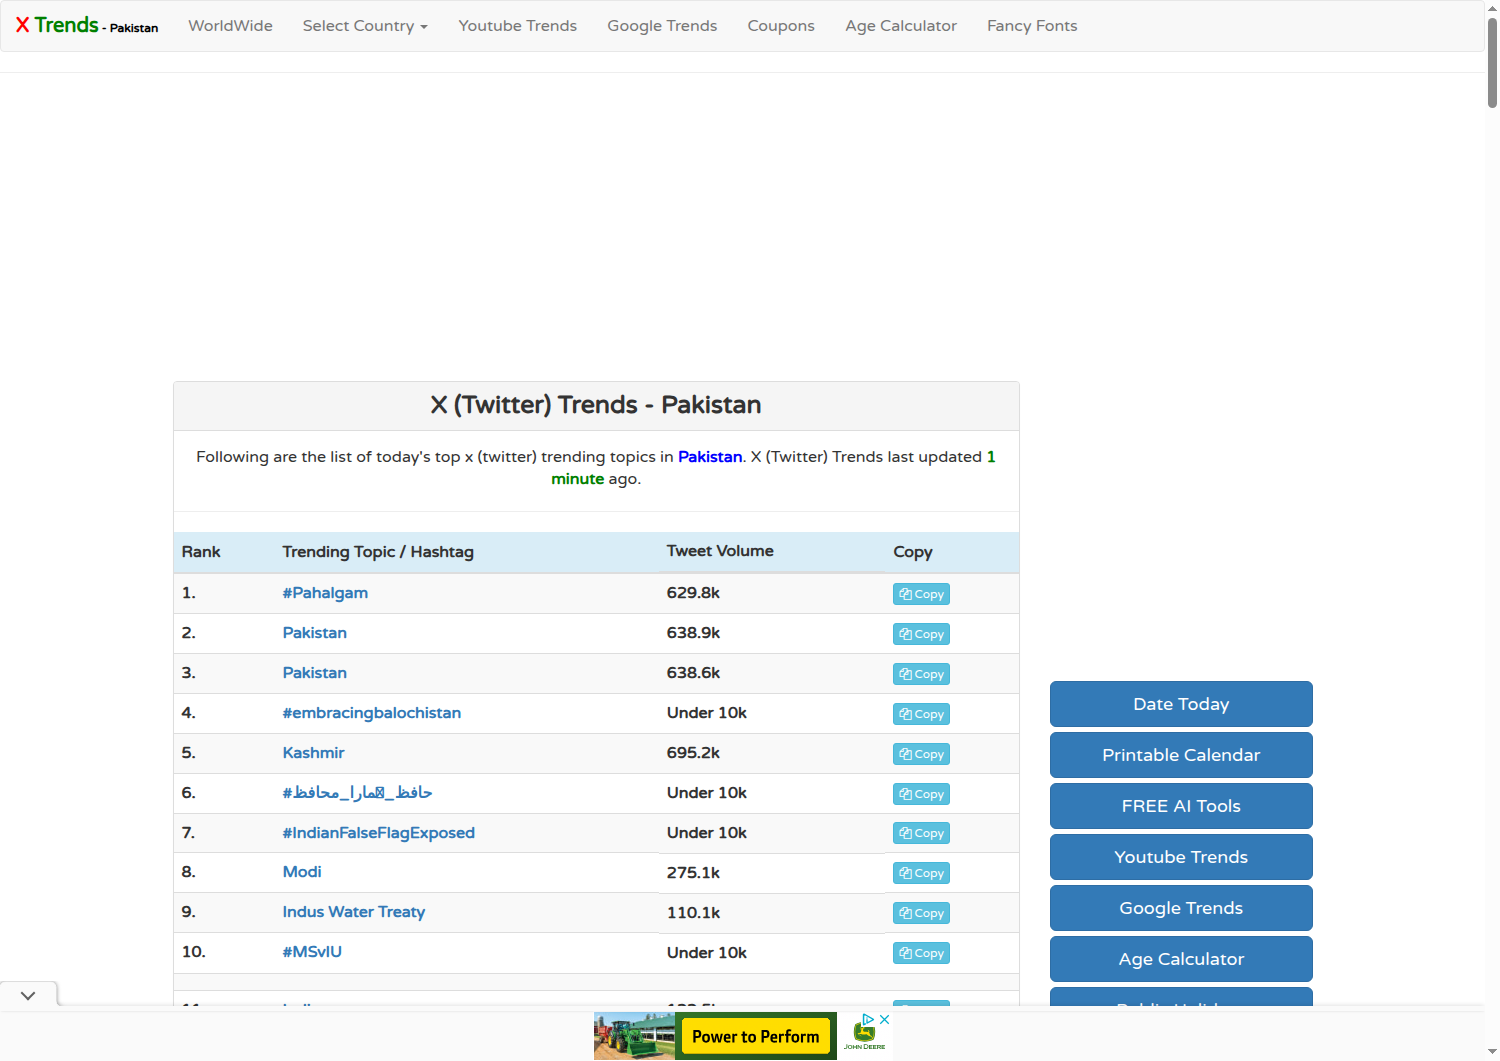 X Trends - Pakistan WorldWide Select Country Youtube Trends Google Trends Coupons Age Calculator Fancy Fonts
X (Twitter) Trends - Pakistan
Following are the list of today's top x (twitter) trending topics in Pakistan. X (Twitter) Trends last updated 1
minute ago.
Rank Trending Topic / Hashtag Tweet Volume Copy
1. #Pahalgam 629.8k Copy
2. Pakistan 638.9k Copy
3. Pakistan 638.6k Copy
4. #embracingbalochistan Under 10k Copy
5. Kashmir 695.2k Copy
6. #حافظ_ہمارا_محافظ Under 10k Copy
7. #IndianFalseFlagExposed Under 10k Copy
8. Modi 275.1k Copy
9. Indus Water Treaty 110.1k Copy
10. #MSvIU Under 10k Copy
Date Today
Printable Calendar
FREE AI Tools
Youtube Trends
Google Trends
Age Calculator
Power to Perform
JOHN DEERE